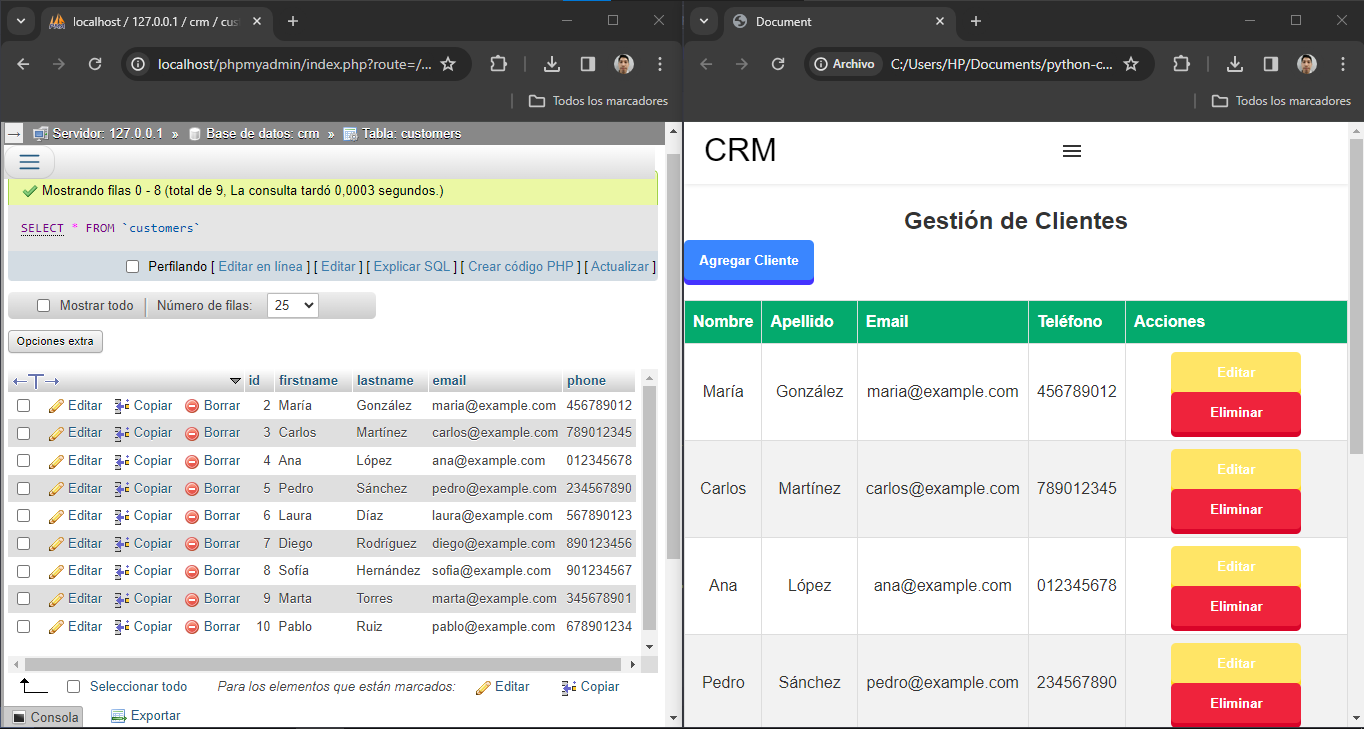 localhost / 127.0.0.1 / crm / cus
localhost/phpmyadmin/index.php?route=/...
Todos los marcadores
Servidor: 127.0.0.1 » Base de datos: crm » Tabla: customers
Mostrando filas 0 - 8 (total de 9, La consulta tardó 0,0003 segundos.)
SELECT * FROM `customers`
Perfilando [ Editar en línea ] [ Editar ] [ Explicar SQL ] [ Crear código PHP ] [ Actualizar ]
Mostrar todo Número de filas: 25
Opciones extra
id firstname lastname email phone
Editar Copiar Borrar 2 María González maria@example.com 456789012
Editar Copiar Borrar 3 Carlos Martínez carlos@example.com 789012345
Editar Copiar Borrar 4 Ana López ana@example.com 012345678
Editar Copiar Borrar 5 Pedro Sánchez pedro@example.com 234567890
Editar Copiar Borrar 6 Laura Díaz laura@example.com 567890123
Editar Copiar Borrar 7 Diego Rodríguez diego@example.com 890123456
Editar Copiar Borrar 8 Sofía Hernández sofia@example.com 901234567
Editar Copiar Borrar 9 Marta Torres marta@example.com 345678901
Editar Copiar Borrar 10 Pablo Ruiz pablo@example.com 678901234
Seleccionar todo Para los elementos que están marcados: Editar Copiar
Consola Exportar
Document
Archivo C:/Users/HP/Documents/python-c...
Todos los marcadores
CRM
Gestión de Clientes
Agregar Cliente
Nombre Apellido Email Teléfono Acciones
María González maria@example.com 456789012 Editar
Eliminar
Carlos Martínez carlos@example.com 789012345 Editar
Eliminar
Ana López ana@example.com 012345678 Editar
Eliminar
Pedro Sánchez pedro@example.com 234567890 Editar
Eliminar